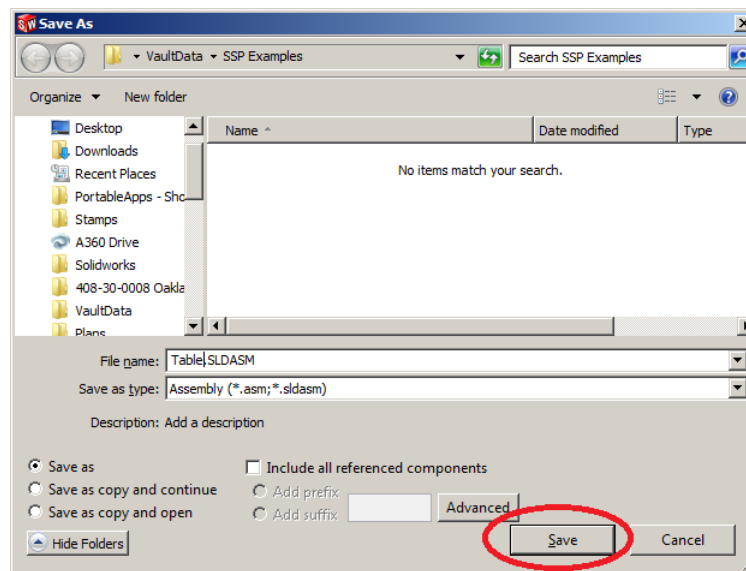 SW Save As
VaultData SSP Examples Search SSP Examples
Organize New folder
Desktop Name Date modified Type
Downloads
No items match your search.
Recent Places
PortableApps - Sho
Stamps
A360 Drive
Solidworks
408-30-0008 Oakla
VaultData
Plans
File name: Table.SLDASM
Save as type: Assembly (*.asm;*.sldasm)
Description: Add a description
Save as Include all referenced components
Save as copy and continue Add prefix
Save as copy and open Add suffix Advanced
Hide Folders Save Cancel